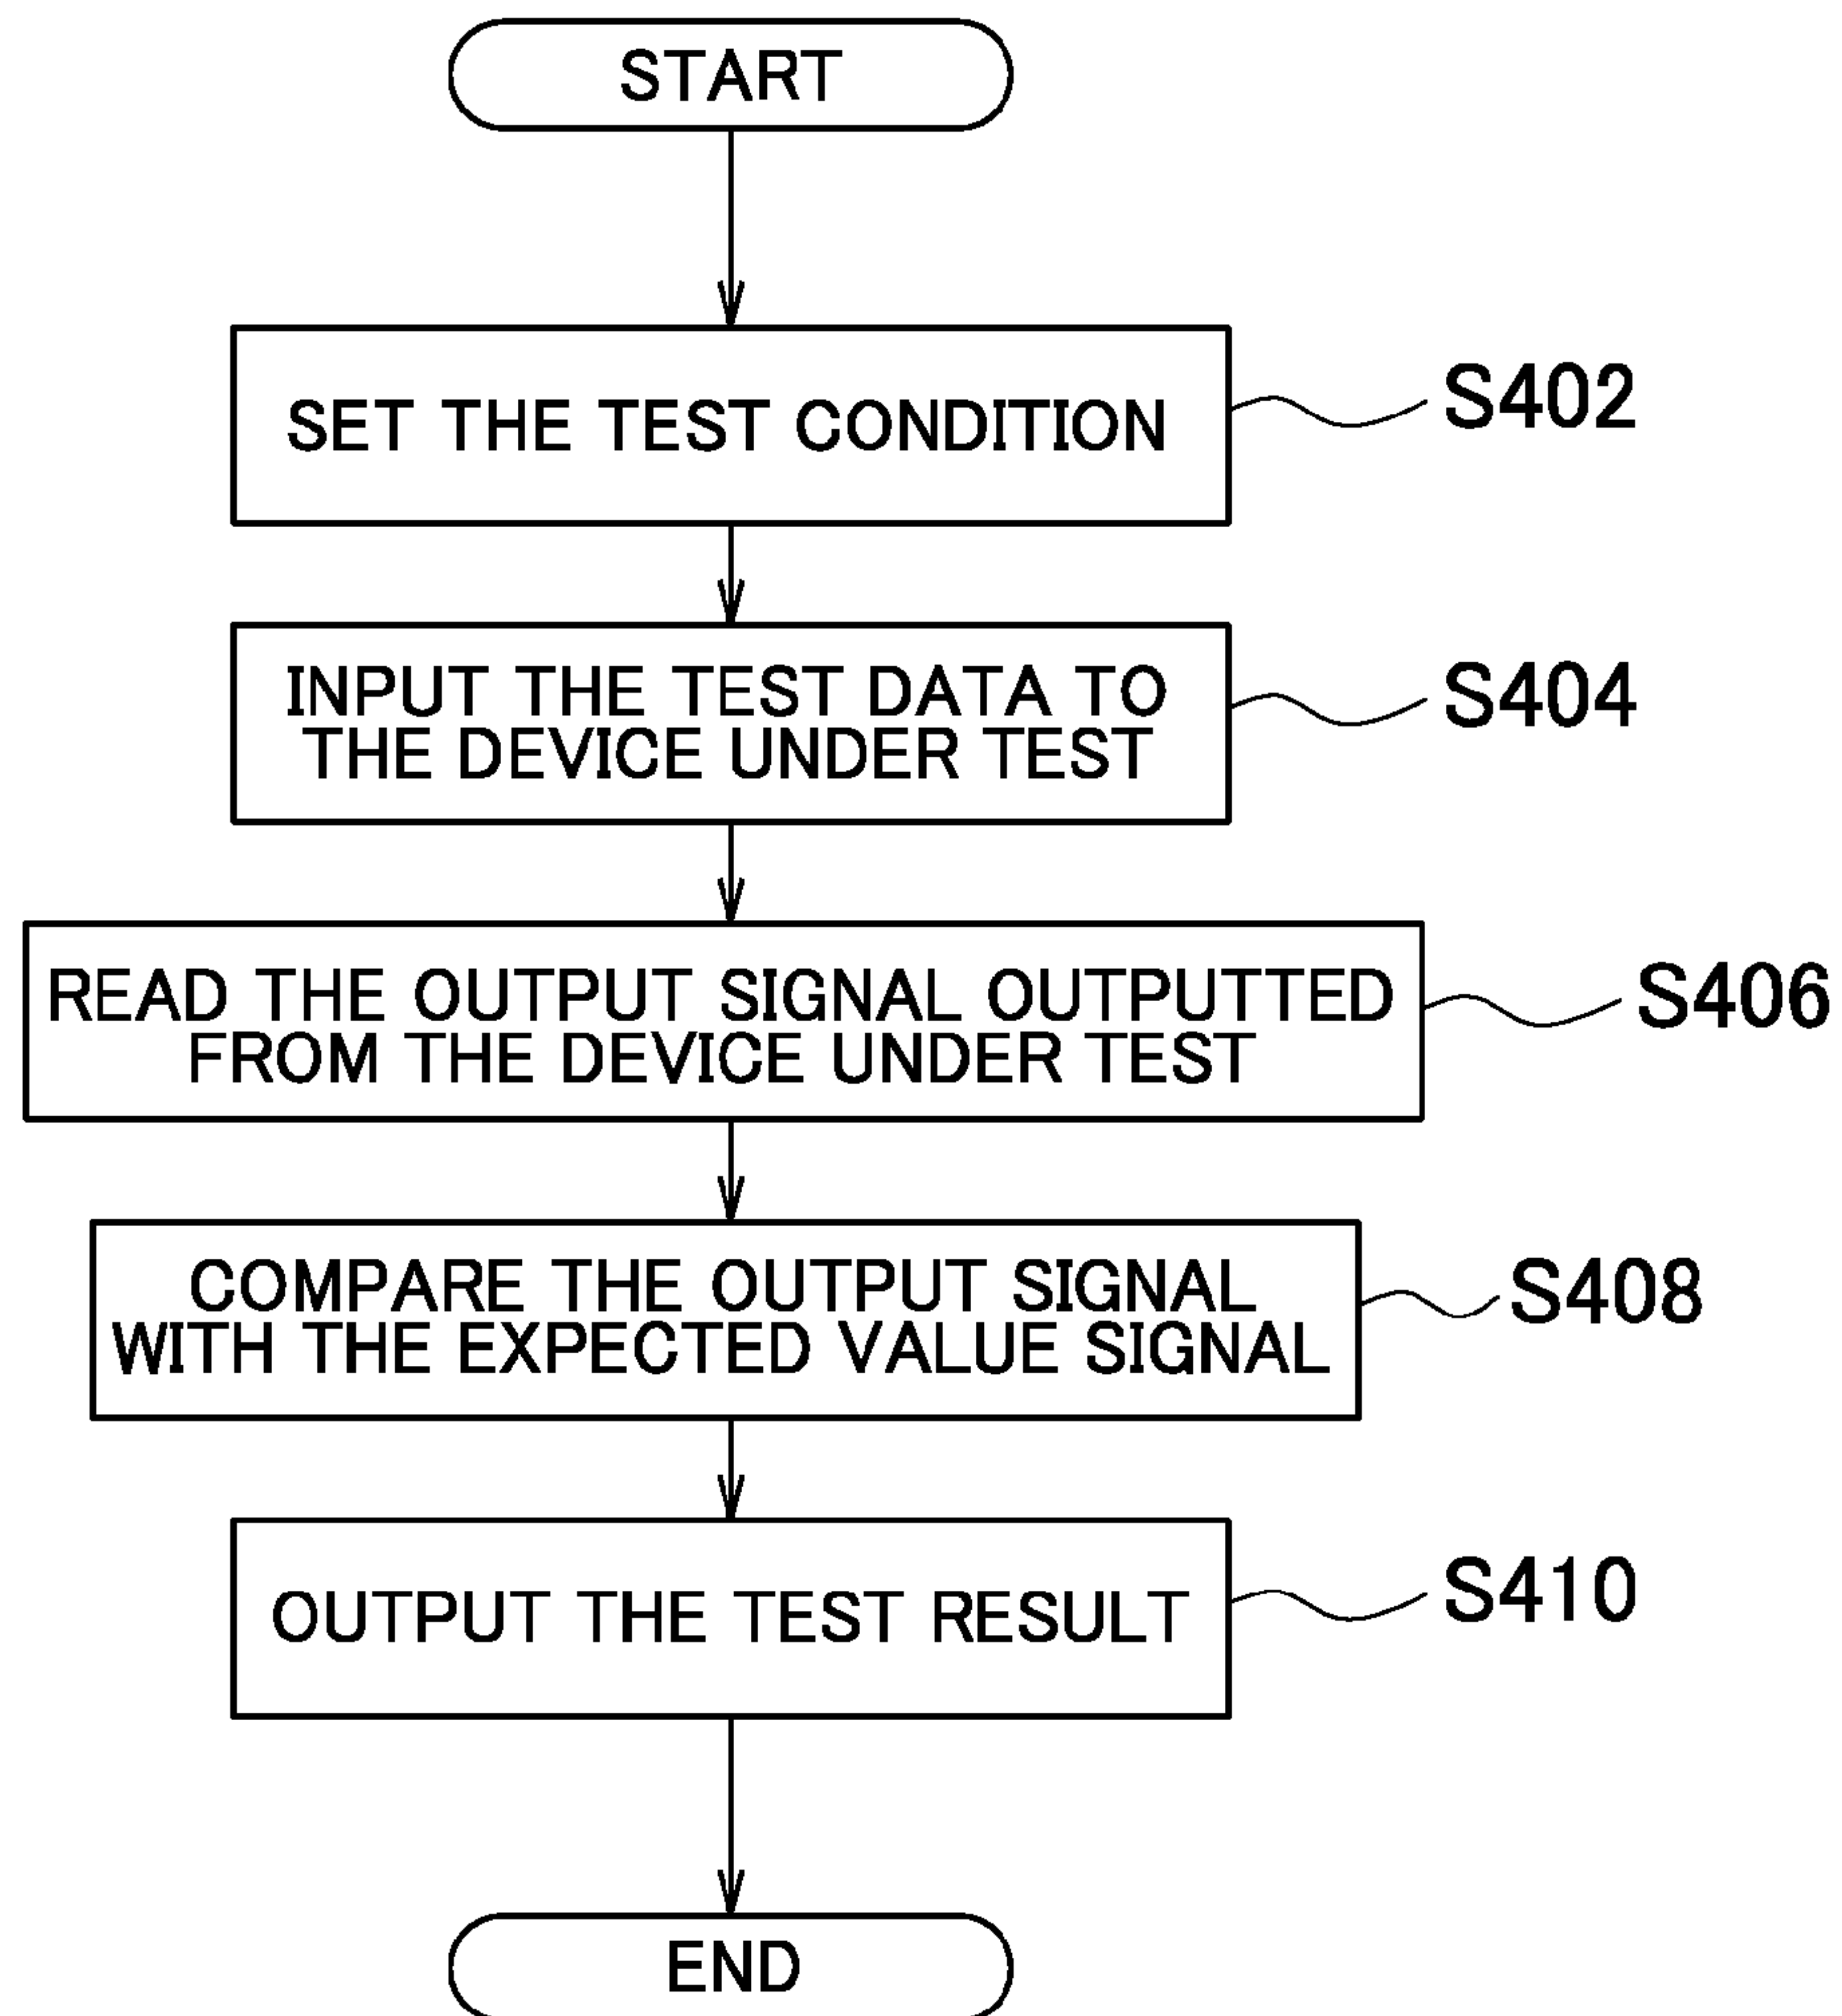 START
SET THE TEST CONDITION
S402
INPUT THE TEST DATA TO
THE DEVICE UNDER TEST
S404
READ THE OUTPUT SIGNAL OUTPUTTED
FROM THE DEVICE UNDER TEST
S406
COMPARE THE OUTPUT SIGNAL
WITH THE EXPECTED VALUE SIGNAL
S408
OUTPUT THE TEST RESULT
S410
END